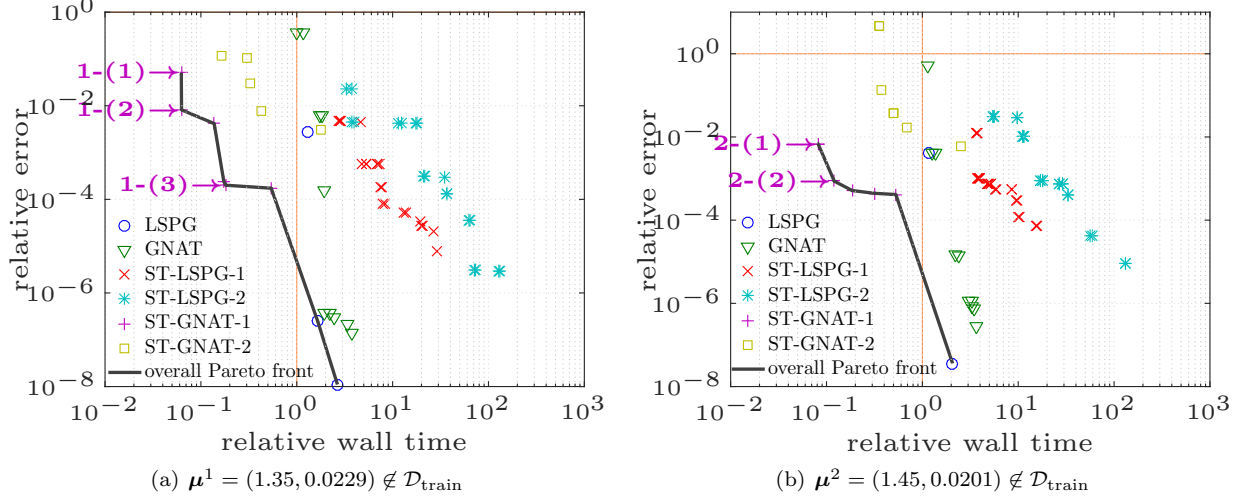 10^0
10^{-2}
10^{-4}
10^{-6}
10^{-8}
relative error
1-(1)
1-(2)
1-(3)
LSPG
GNAT
ST-LSPG-1
ST-LSPG-2
ST-GNAT-1
ST-GNAT-2
overall Pareto front
10^{-2} 10^{-1} 10^0 10^1 10^2 10^3
relative wall time
(a) μ^1 = (1.35, 0.0229) ∉ 𝒟_train
10^0
10^{-2}
10^{-4}
10^{-6}
10^{-8}
relative error
2-(1)
2-(2)
LSPG
GNAT
ST-LSPG-1
ST-LSPG-2
ST-GNAT-1
ST-GNAT-2
overall Pareto front
10^{-2} 10^{-1} 10^0 10^1 10^2 10^3
relative wall time
(b) μ^2 = (1.45, 0.0201) ∉ 𝒟_train